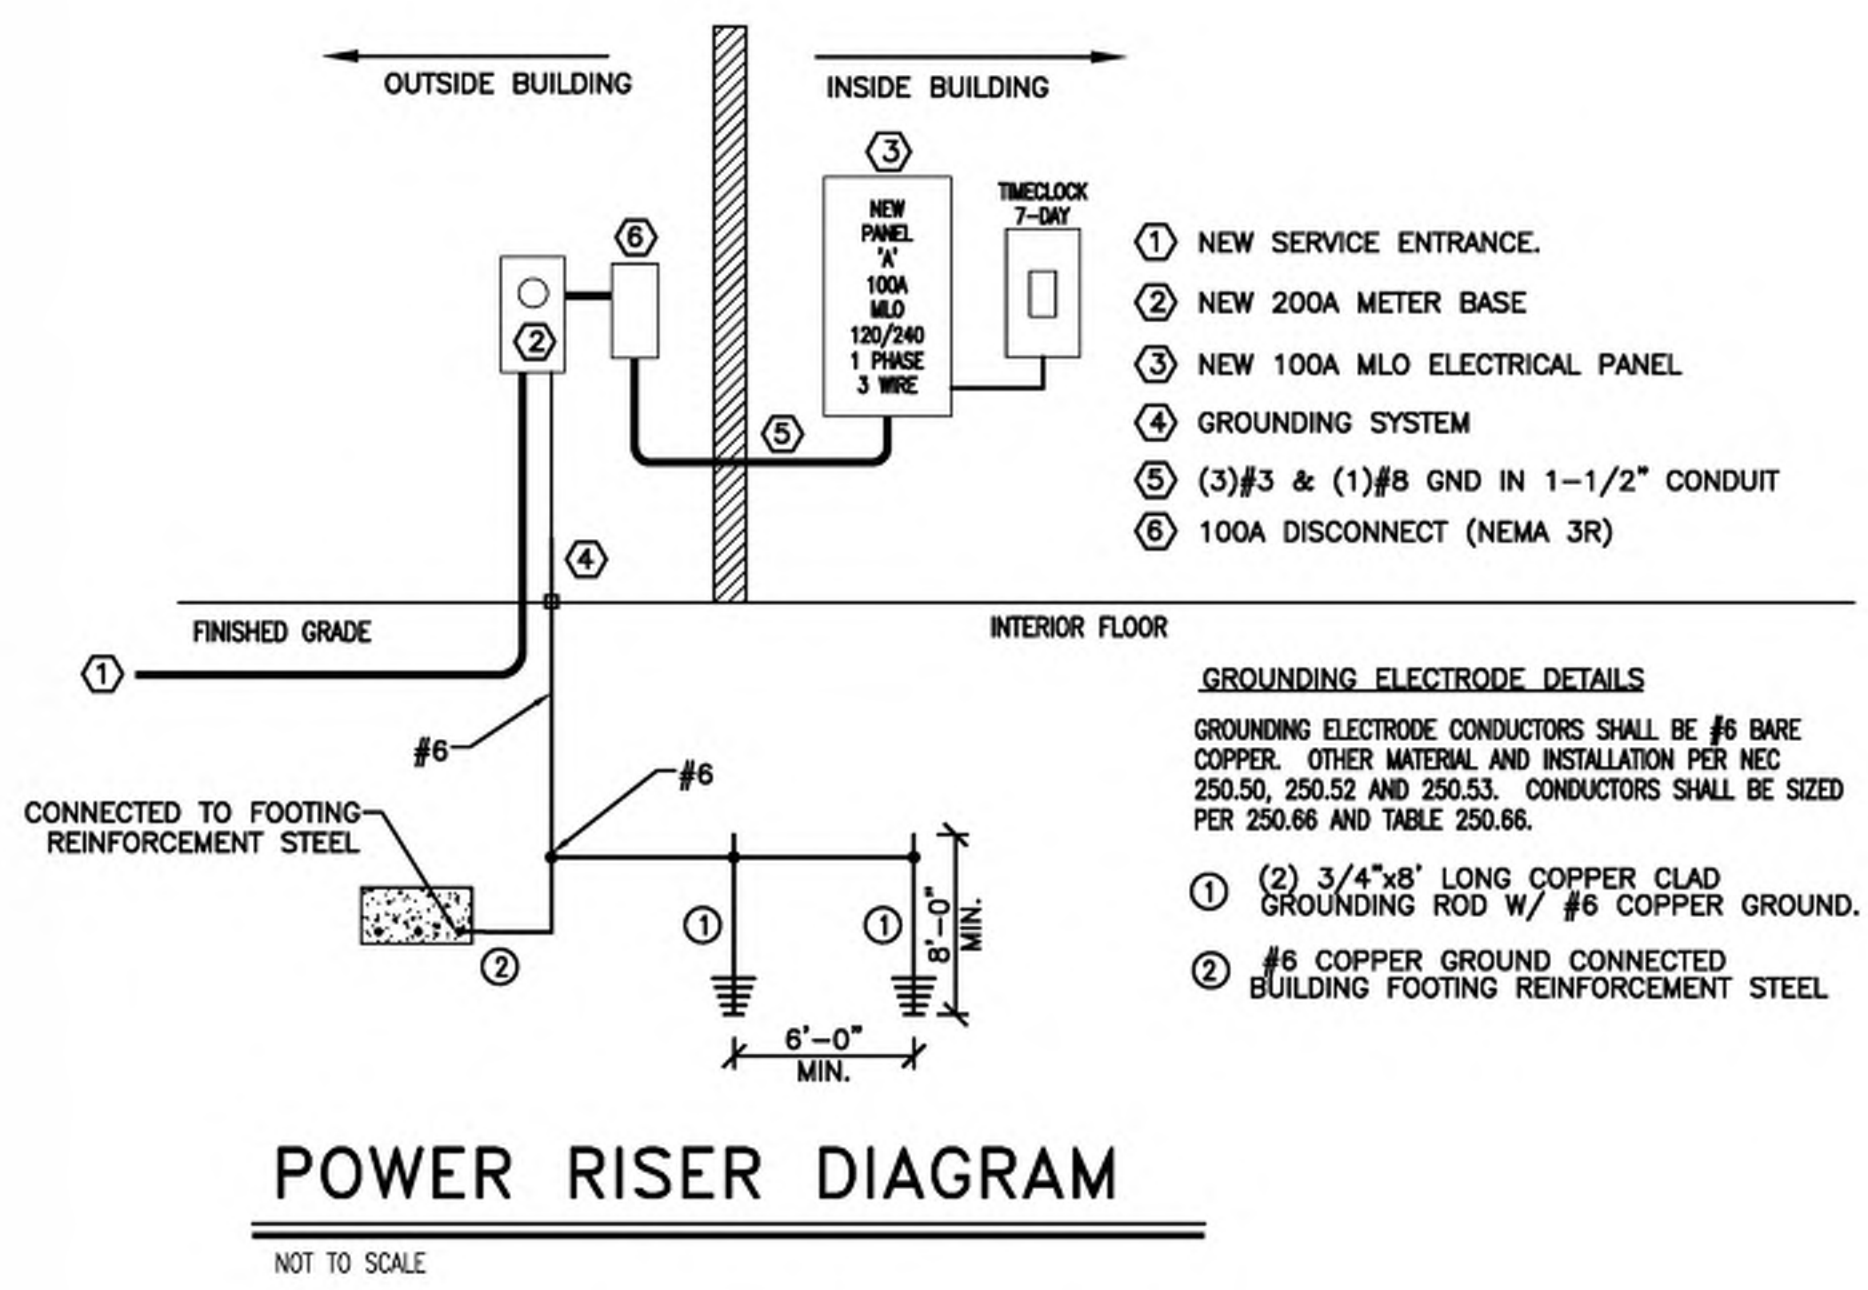 OUTSIDE BUILDING
INSIDE BUILDING
3
NEW
PANEL
'A'
100A
MLO
120/240
1 PHASE
3 WIRE
TIMECLOCK
7-DAY
6
2
5
4
1 NEW SERVICE ENTRANCE.
2 NEW 200A METER BASE
3 NEW 100A MLO ELECTRICAL PANEL
4 GROUNDING SYSTEM
5 (3)#3 & (1)#8 GND IN 1-1/2" CONDUIT
6 100A DISCONNECT (NEMA 3R)
FINISHED GRADE
INTERIOR FLOOR
1
#6
#6
CONNECTED TO FOOTING
REINFORCEMENT STEEL
2
1
1
8'-0"
MIN.
6'-0"
MIN.
GROUNDING ELECTRODE DETAILS
GROUNDING ELECTRODE CONDUCTORS SHALL BE #6 BARE
COPPER. OTHER MATERIAL AND INSTALLATION PER NEC
250.50, 250.52 AND 250.53. CONDUCTORS SHALL BE SIZED
PER 250.66 AND TABLE 250.66.
1 (2) 3/4"x8' LONG COPPER CLAD
GROUNDING ROD W/ #6 COPPER GROUND.
2 #6 COPPER GROUND CONNECTED
BUILDING FOOTING REINFORCEMENT STEEL
POWER RISER DIAGRAM
NOT TO SCALE